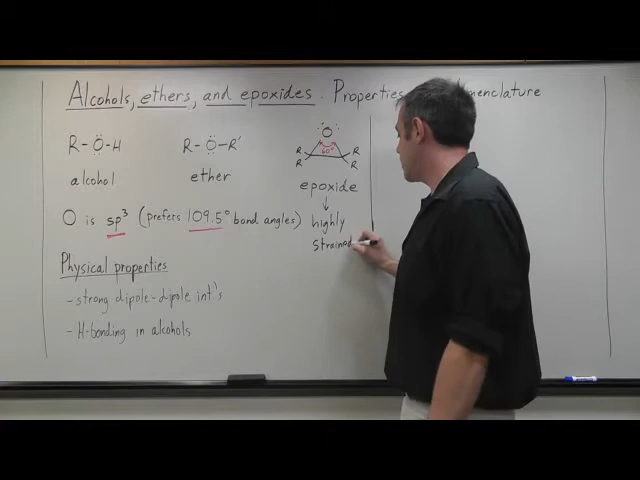 Alcohols, ethers, and epoxides. Properties menclature
R-Ö-H
R-Ö-R'
O
60°
R R
R R
alcohol
ether
epoxide
O is sp³ (prefers 109.5° bond angles)
highly
strained
Physical properties
-strong dipole-dipole int's
-H-bonding in alcohols